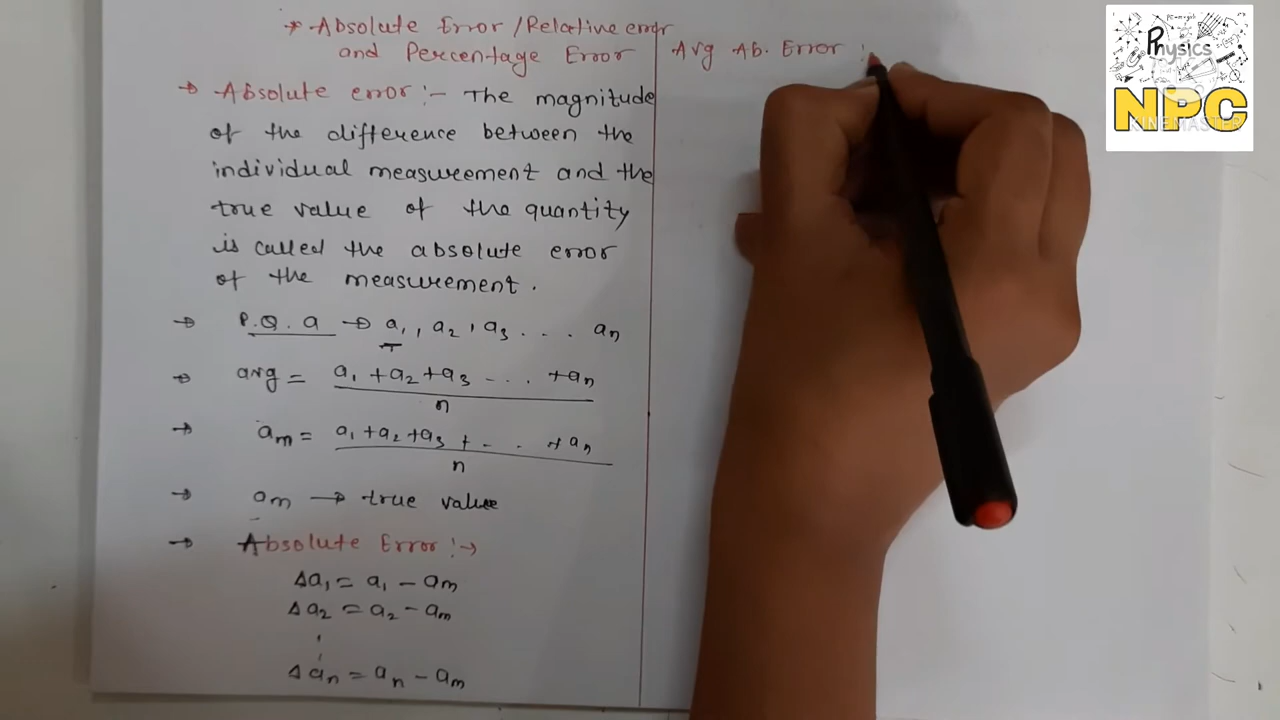 * Absolute Error /Relative error
and Percentage Error
→ Absolute error :- The magnitude
of the difference between the
individual measurement and the
true value of the quantity
is called the absolute error
of the measurement.
→ P.Q. a → a₁, a₂, a₃ . . . aₙ
→ avg = a₁ + a₂ + a₃ - . . . + aₙ
n
→ aₘ = a₁ + a₂ + a₃ + - . . + aₙ
n
→ aₘ → true value
→ Absolute Error :→
Δa₁ = a₁ - aₘ
Δa₂ = a₂ - aₘ
Δaₙ = aₙ - aₘ
Avg Ab. Error :
Physics
NPC
KINEMASTER